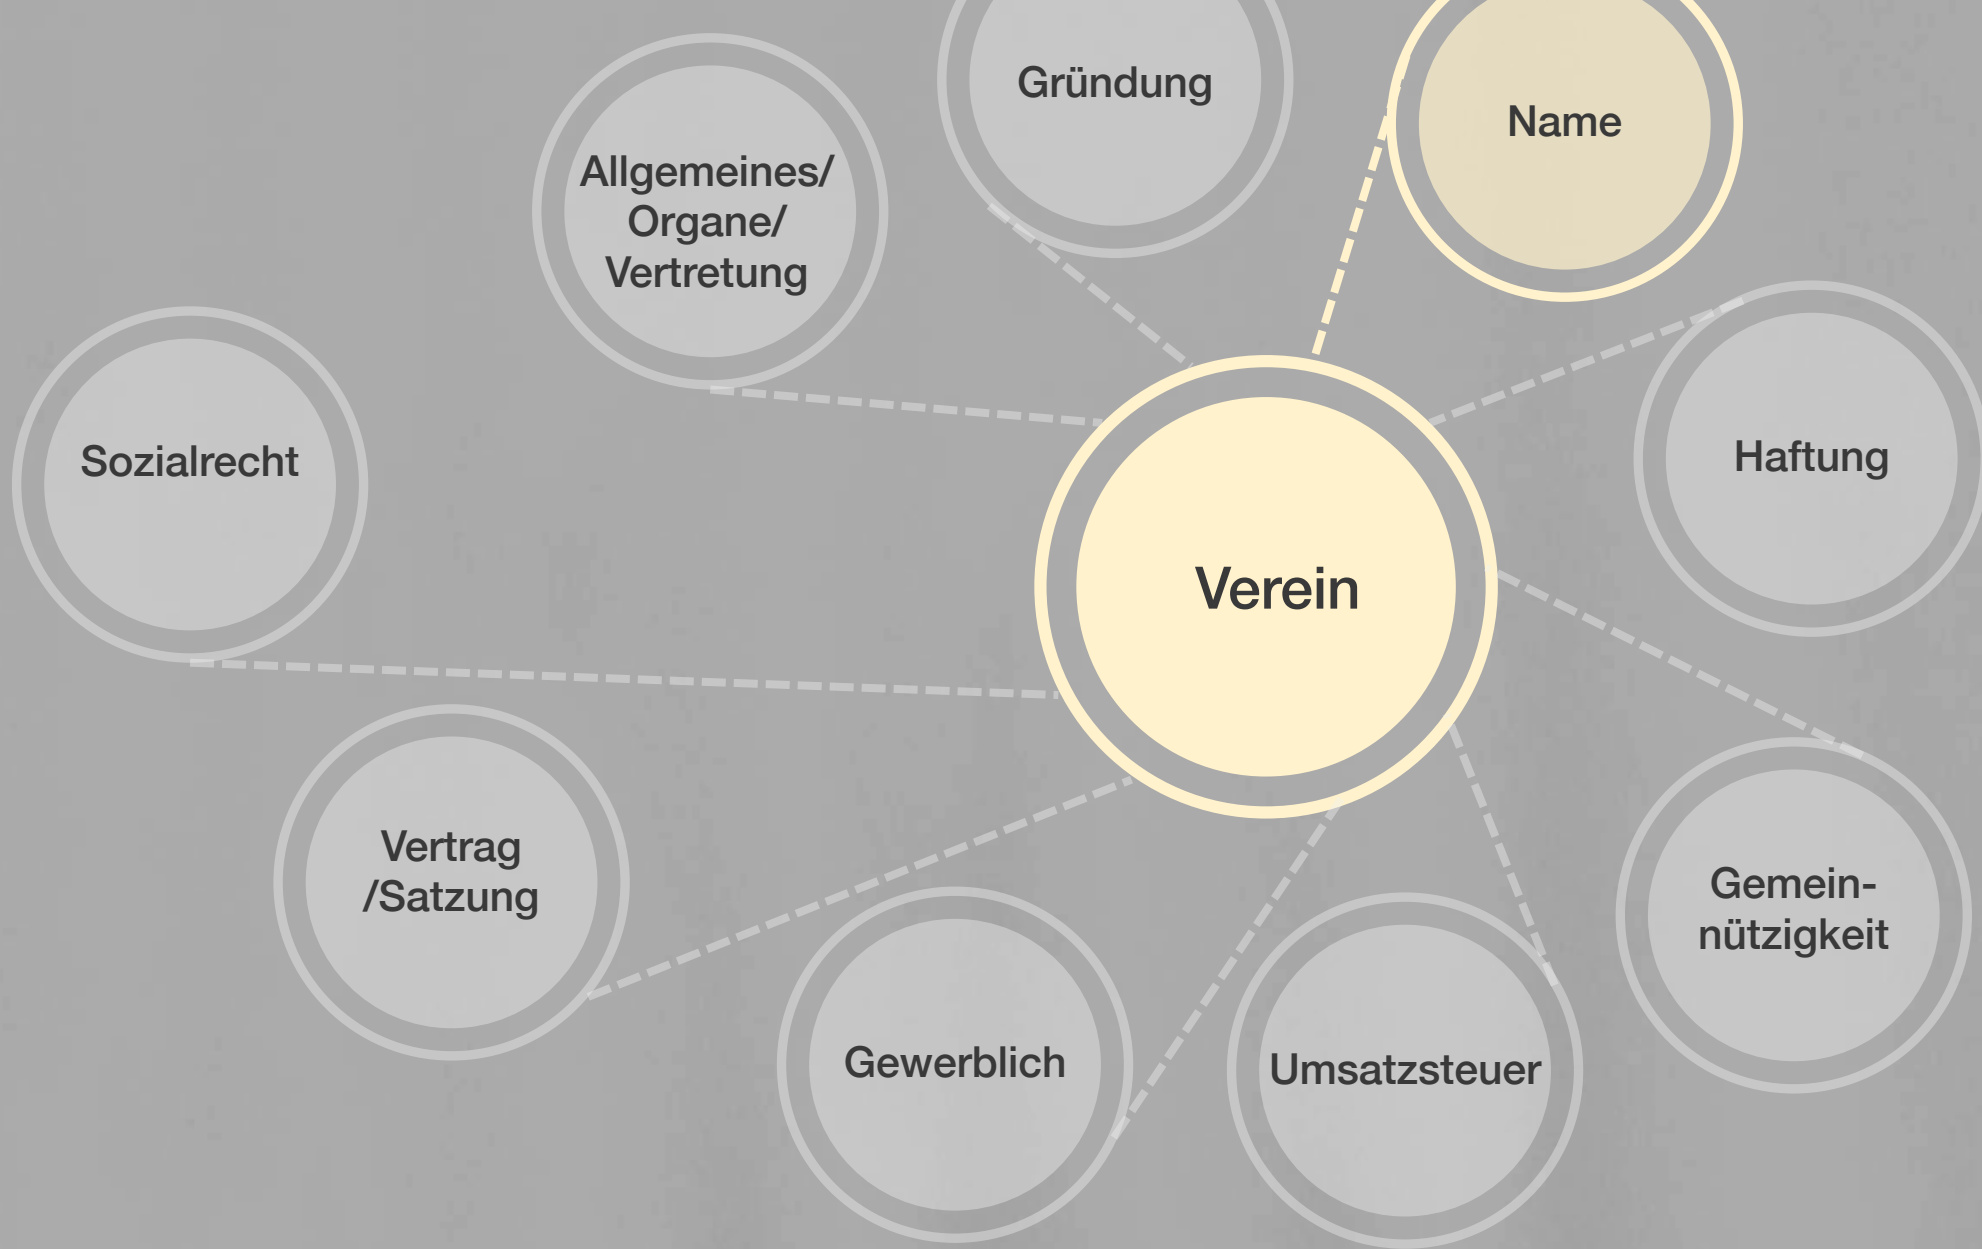 Gründung
Name
Allgemeines/
Organe/
Vertretung
Sozialrecht
Haftung
Verein
Vertrag
/Satzung
Gemein-
nützigkeit
Gewerblich
Umsatzsteuer